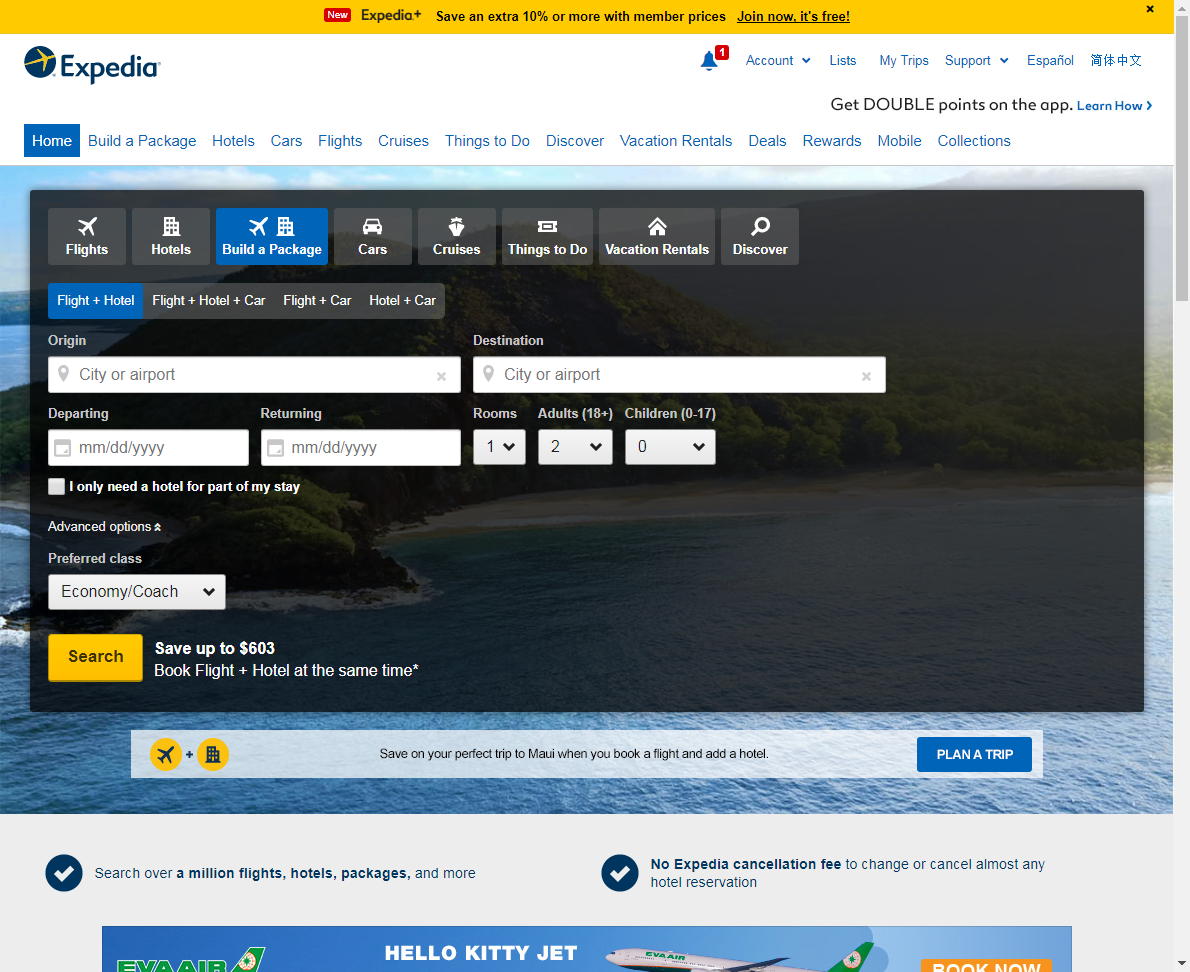 New Expedia+ Save an extra 10% or more with member prices Join now, it's free! ×
Expedia
1 Account Lists My Trips Support Español 简体中文
Get DOUBLE points on the app. Learn How ›
Home Build a Package Hotels Cars Flights Cruises Things to Do Discover Vacation Rentals Deals Rewards Mobile Collections
Flights Hotels Build a Package Cars Cruises Things to Do Vacation Rentals Discover
Flight + Hotel Flight + Hotel + Car Flight + Car Hotel + Car
Origin Destination
City or airport × City or airport ×
Departing Returning Rooms Adults (18+) Children (0-17)
mm/dd/yyyy mm/dd/yyyy 1 2 0
I only need a hotel for part of my stay
Advanced options
Preferred class
Economy/Coach
Search Save up to $603
Book Flight + Hotel at the same time*
+ Save on your perfect trip to Maui when you book a flight and add a hotel. PLAN A TRIP
Search over a million flights, hotels, packages, and more
No Expedia cancellation fee to change or cancel almost any
hotel reservation
EVA AIR HELLO KITTY JET EVA AIR BOOK NOW